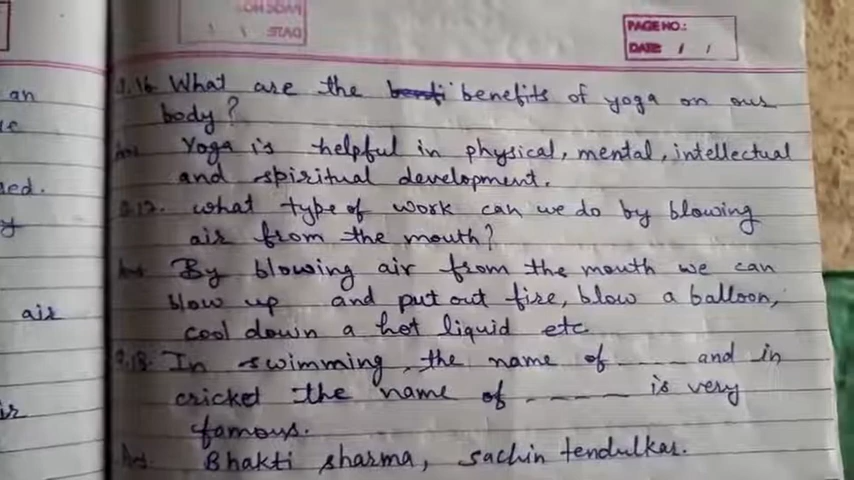 PAGE NO.:
DATE: / /
Q.16 What are the benefits of yoga on our
body?
Ans Yoga is helpful in physical, mental, intellectual
and spiritual development.
Q.17. what type of work can we do by blowing
air from the mouth?
Ans By blowing air from the mouth we can
blow up and put out fire, blow a balloon,
cool down a hot liquid etc
Q.18. In swimming, the name of ---- and in
cricket the name of ----- is very
famous.
Ans. Bhakti sharma, sachin tendulkar.
an
sed.
y
air